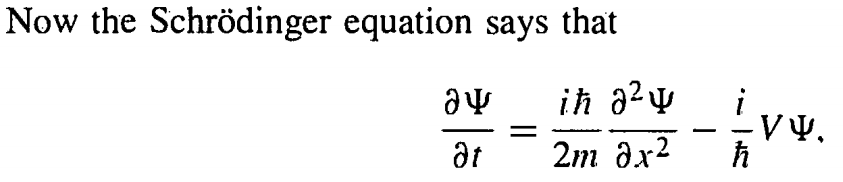 Now the Schrödinger equation says that
∂Ψ/∂t = iħ/2m ∂²Ψ/∂x² − i/ħ VΨ,